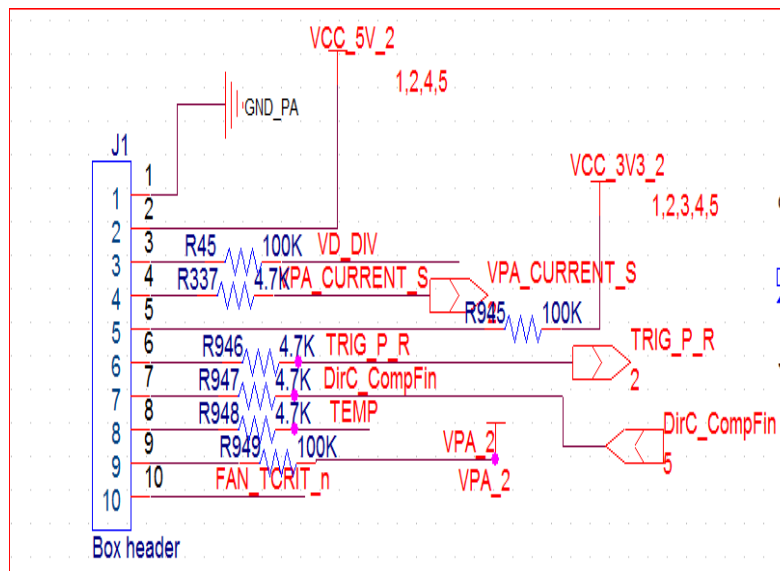 VCC_5V_2
1,2,4,5
GND_PA
J1
1
1
VCC_3V3_2
2
2
1,2,3,4,5
3
R45 100K VD_DIV
3
4
R337 4.7K VPA_CURRENT_S VPA_CURRENT_S
4
5
2
R945 100K
5
6
R946 4.7K TRIG_P_R TRIG_P_R
6
2
7
R947 4.7K DirC_CompFin
7
8
R948 4.7K TEMP DirC_CompFin
8
9
R949 100K VPA_2
5
9
10
FAN_TCRIT_n VPA_2
10
Box header